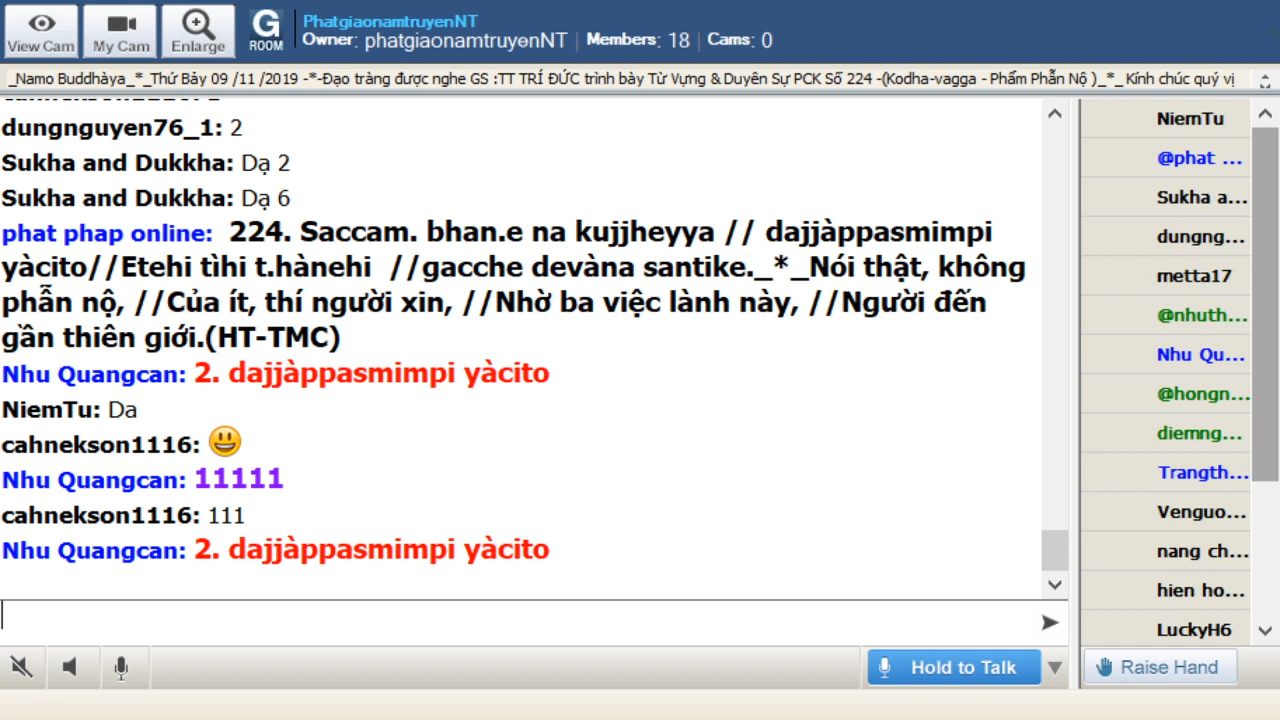 View Cam
My Cam
Enlarge
G
ROOM
PhatgiaonamtruyenNT
Owner: phatgiaonamtruyenNT | Members: 18 | Cams: 0
_Namo Buddhàya_*_Thứ Bảy 09 /11 /2019 -*-Đạo tràng được nghe GS :TT TRÍ ĐỨC trình bày Từ Vựng & Duyên Sự PCK Số 224 -(Kodha-vagga - Phẩm Phẫn Nộ )_*_ Kính chúc quý vị
dungnguyen76_1: 2
Sukha and Dukkha: Dạ 2
Sukha and Dukkha: Dạ 6
phat phap online: 224. Saccam. bhan.e na kujjheyya // dajjàppasmimpi
yàcito//Etehi tìhi t.hànehi //gacche devàna santike._*_Nói thật, không
phẫn nộ, //Của ít, thí người xin, //Nhờ ba việc lành này, //Người đến
gần thiên giới.(HT-TMC)
Nhu Quangcan: 2. dajjàppasmimpi yàcito
NiemTu: Da
cahnekson1116: 😃
Nhu Quangcan: 11111
cahnekson1116: 111
Nhu Quangcan: 2. dajjàppasmimpi yàcito
Hold to Talk
NiemTu
@phat ...
Sukha a...
dungng...
metta17
@nhuth...
Nhu Qu...
@hongn...
diemng...
Trangth...
Venguo...
nang ch...
hien ho...
LuckyH6
Raise Hand